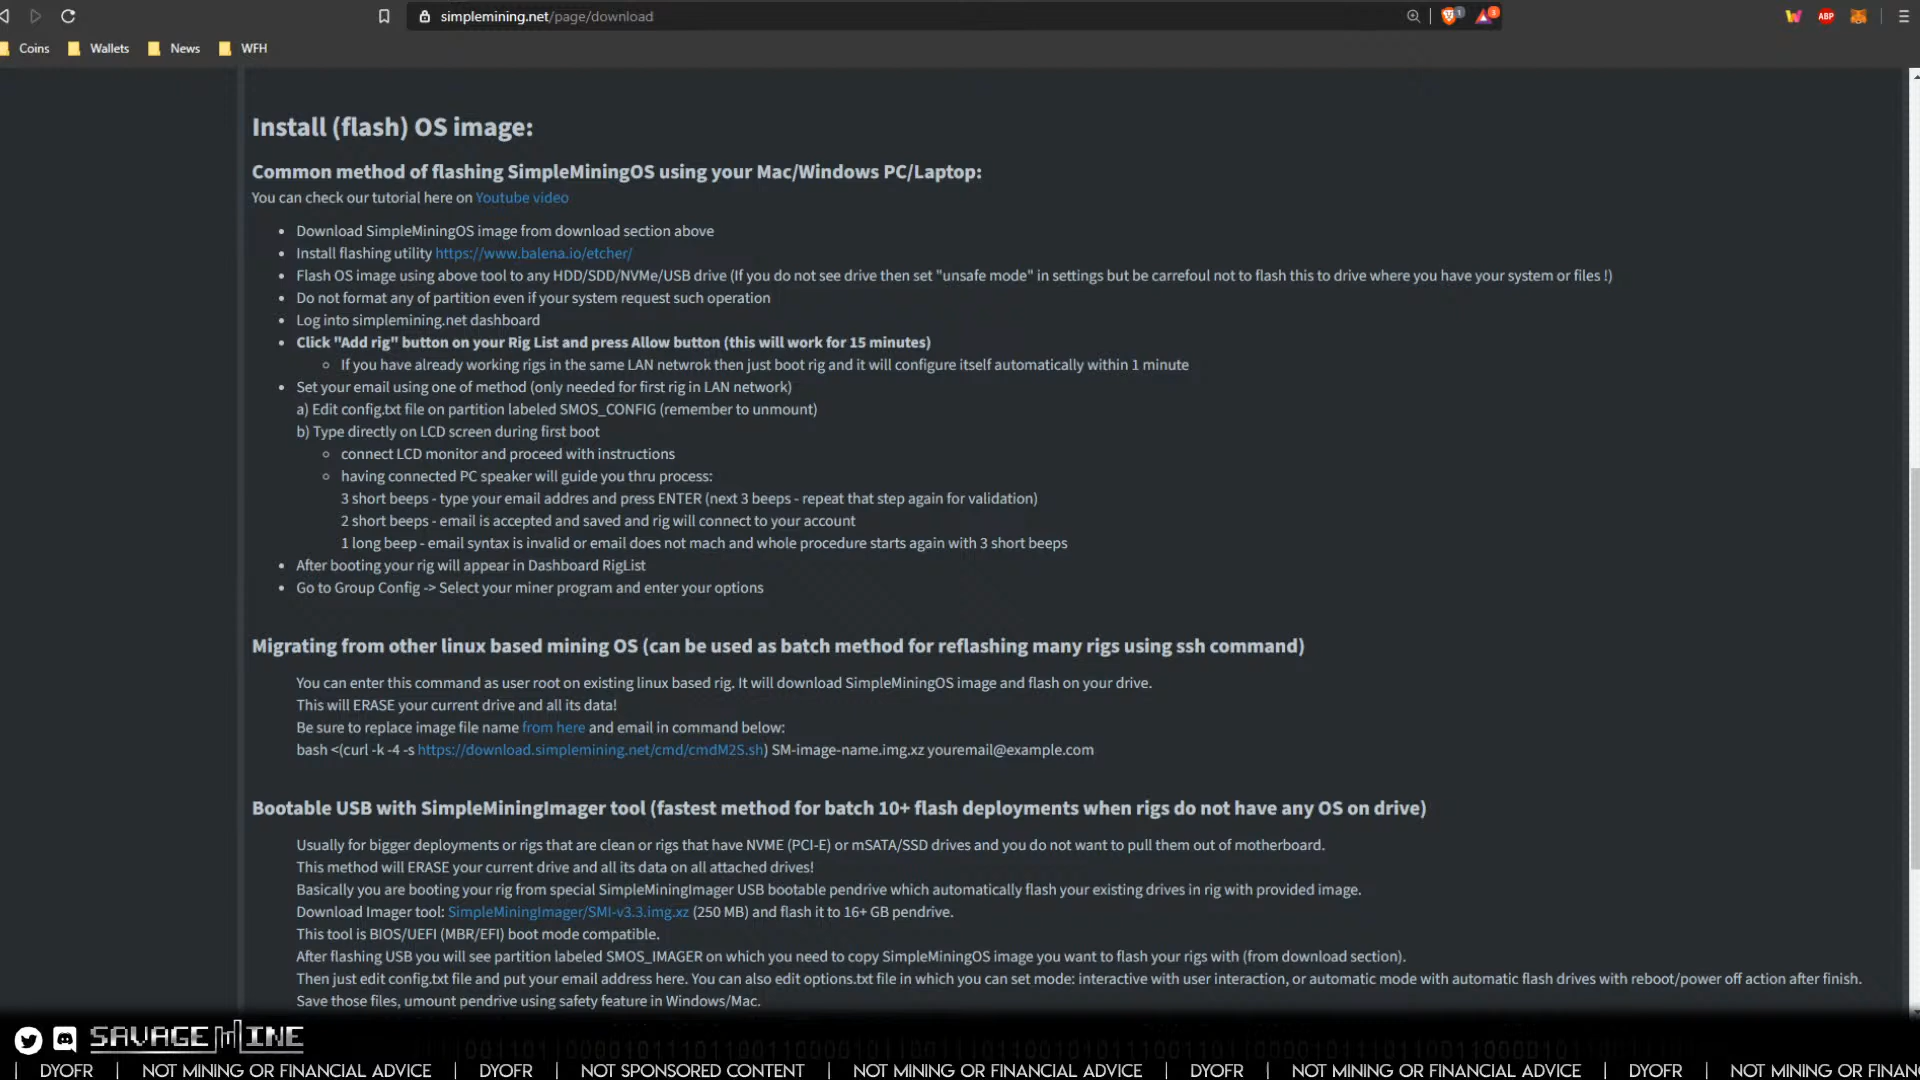 simplemining.net/page/download
1
3
ABP
Coins
Wallets
News
WFH
Install (flash) OS image:
Common method of flashing SimpleMiningOS using your Mac/Windows PC/Laptop:
You can check our tutorial here on Youtube video
• Download SimpleMiningOS image from download section above
• Install flashing utility https://www.balena.io/etcher/
• Flash OS image using above tool to any HDD/SDD/NVMe/USB drive (If you do not see drive then set "unsafe mode" in settings but be carrefoul not to flash this to drive where you have your system or files !)
• Do not format any of partition even if your system request such operation
• Log into simplemining.net dashboard
• Click "Add rig" button on your Rig List and press Allow button (this will work for 15 minutes)
◦ If you have already working rigs in the same LAN netwrok then just boot rig and it will configure itself automatically within 1 minute
• Set your email using one of method (only needed for first rig in LAN network)
a) Edit config.txt file on partition labeled SMOS_CONFIG (remember to unmount)
b) Type directly on LCD screen during first boot
◦ connect LCD monitor and proceed with instructions
◦ having connected PC speaker will guide you thru process:
3 short beeps - type your email addres and press ENTER (next 3 beeps - repeat that step again for validation)
2 short beeps - email is accepted and saved and rig will connect to your account
1 long beep - email syntax is invalid or email does not mach and whole procedure starts again with 3 short beeps
• After booting your rig will appear in Dashboard RigList
• Go to Group Config -> Select your miner program and enter your options
Migrating from other linux based mining OS (can be used as batch method for reflashing many rigs using ssh command)
You can enter this command as user root on existing linux based rig. It will download SimpleMiningOS image and flash on your drive.
This will ERASE your current drive and all its data!
Be sure to replace image file name from here and email in command below:
bash <(curl -k -4 -s https://download.simplemining.net/cmd/cmdM2S.sh) SM-image-name.img.xz youremail@example.com
Bootable USB with SimpleMiningImager tool (fastest method for batch 10+ flash deployments when rigs do not have any OS on drive)
Usually for bigger deployments or rigs that are clean or rigs that have NVME (PCI-E) or mSATA/SSD drives and you do not want to pull them out of motherboard.
This method will ERASE your current drive and all its data on all attached drives!
Basically you are booting your rig from special SimpleMiningImager USB bootable pendrive which automatically flash your existing drives in rig with provided image.
Download Imager tool: SimpleMiningImager/SMI-v3.3.img.xz (250 MB) and flash it to 16+ GB pendrive.
This tool is BIOS/UEFI (MBR/EFI) boot mode compatible.
After flashing USB you will see partition labeled SMOS_IMAGER on which you need to copy SimpleMiningOS image you want to flash your rigs with (from download section).
Then just edit config.txt file and put your email address here. You can also edit options.txt file in which you can set mode: interactive with user interaction, or automatic mode with automatic flash drives with reboot/power off action after finish.
Save those files, umount pendrive using safety feature in Windows/Mac.
SAVAGE MINE
| DYOFR | NOT MINING OR FINANCIAL ADVICE | DYOFR | NOT SPONSORED CONTENT | NOT MINING OR FINANCIAL ADVICE | DYOFR | NOT MINING OR FINANCIAL ADVICE | DYOFR | NOT MINING OR FINAN